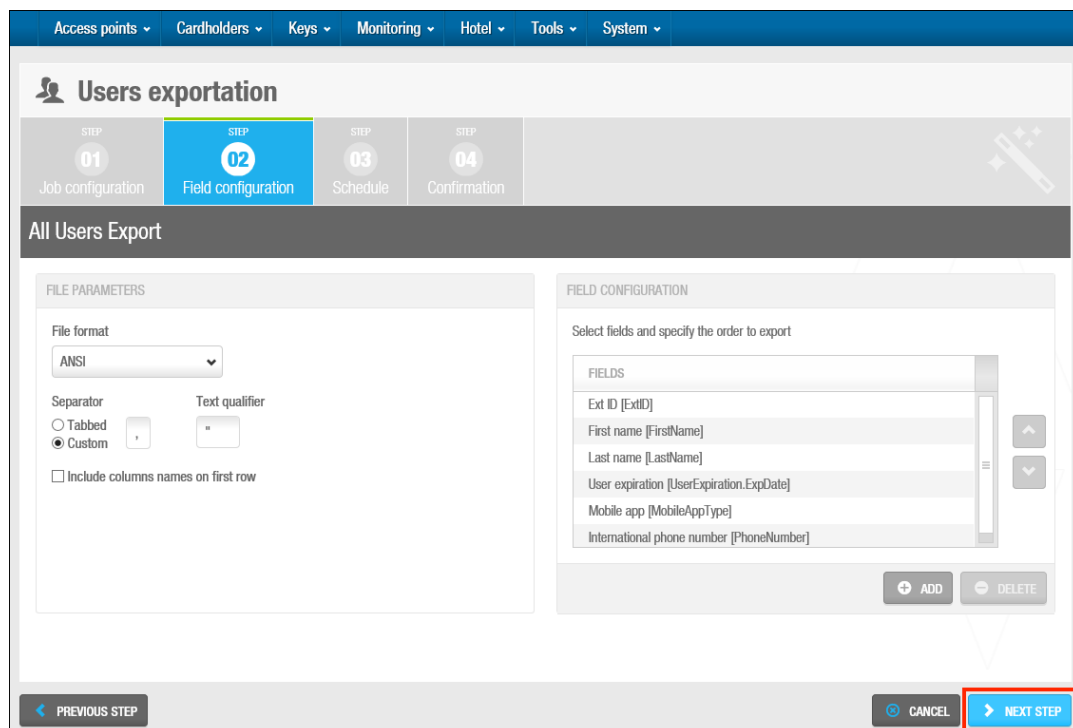 Access points Cardholders Keys Monitoring Hotel Tools System
Users exportation
STEP STEP STEP STEP
01 02 03 04
Job configuration Field configuration Schedule Confirmation
All Users Export
FILE PARAMETERS
File format
ANSI
Separator Text qualifier
Tabbed
Custom , "
Include columns names on first row
FIELD CONFIGURATION
Select fields and specify the order to export
FIELDS
Ext ID [ExtID]
First name [FirstName]
Last name [LastName]
User expiration [UserExpiration.ExpDate]
Mobile app [MobileAppType]
International phone number [PhoneNumber]
ADD DELETE
PREVIOUS STEP CANCEL NEXT STEP